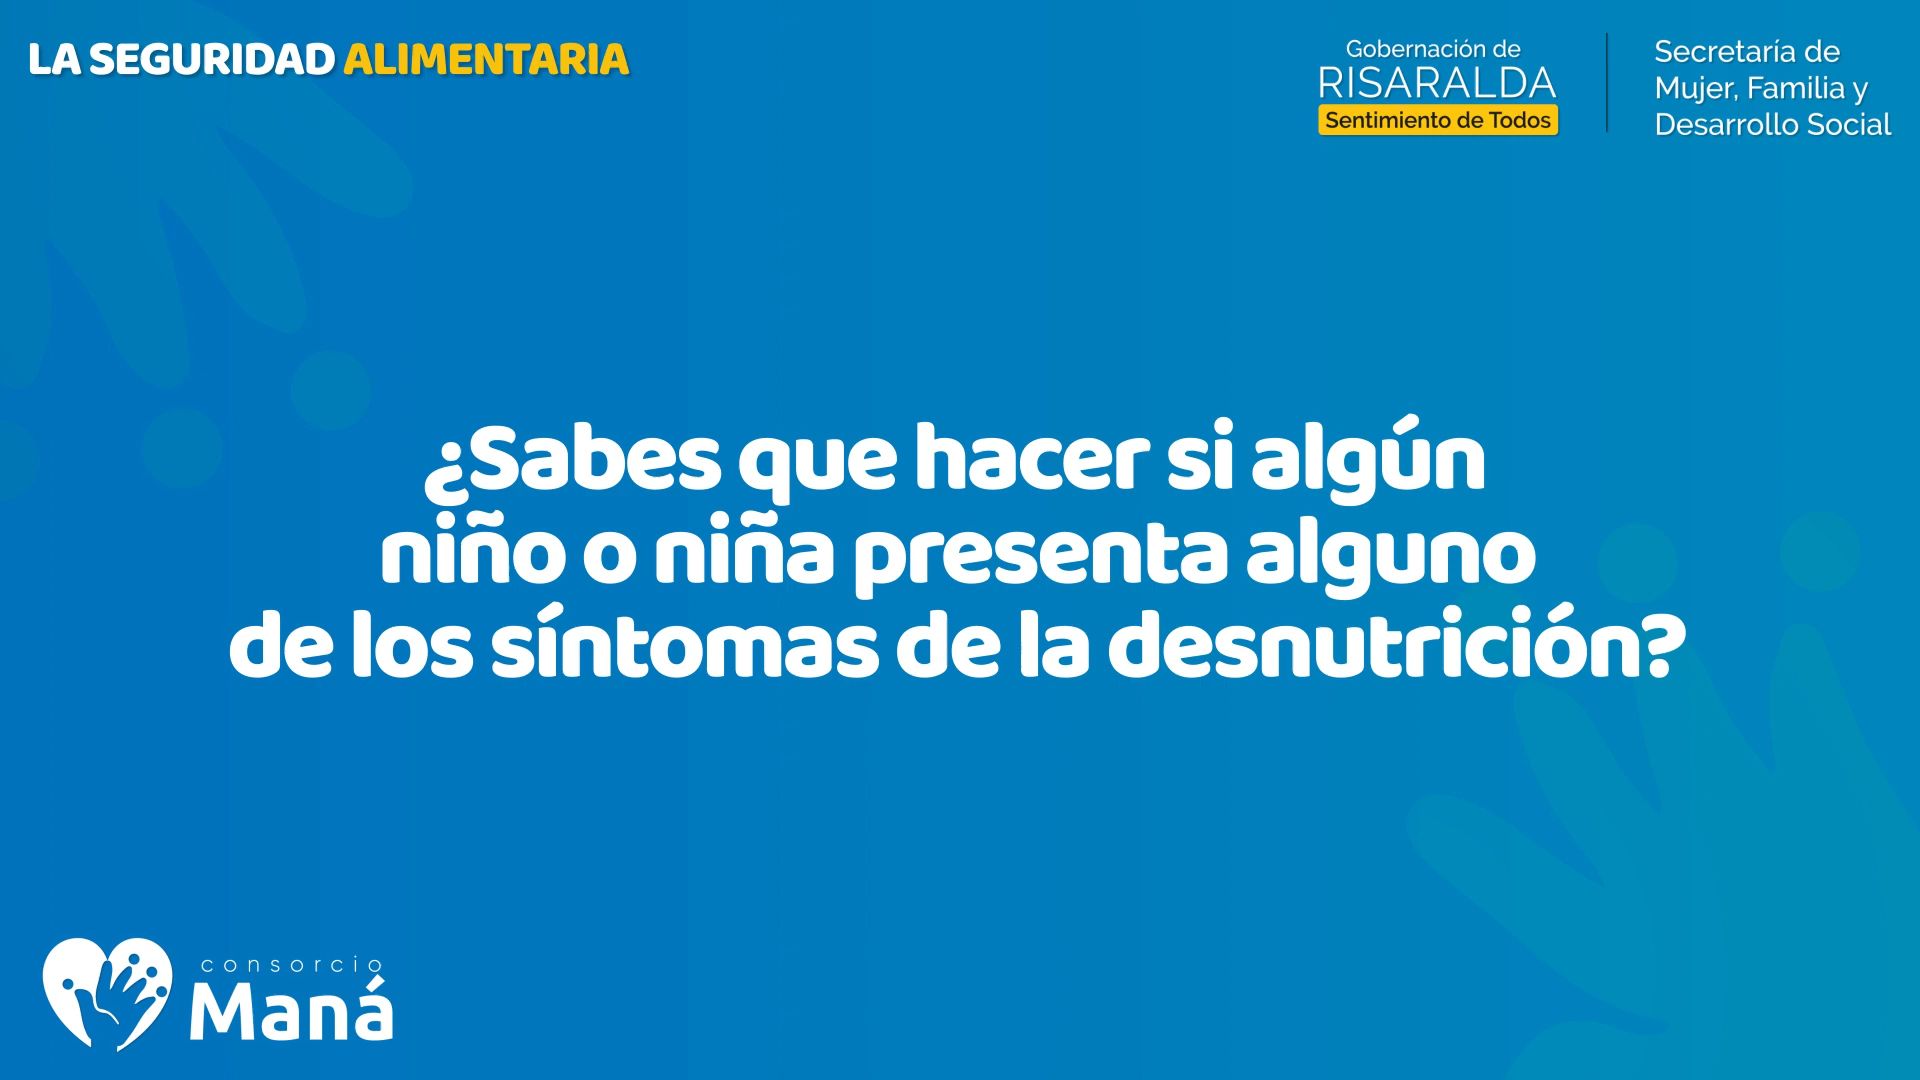 LA SEGURIDAD ALIMENTARIA
Gobernación de
RISARALDA
Sentimiento de Todos
Secretaría de
Mujer, Familia y
Desarrollo Social
¿Sabes que hacer si algún
niño o niña presenta alguno
de los síntomas de la desnutrición?
consorcio
Maná